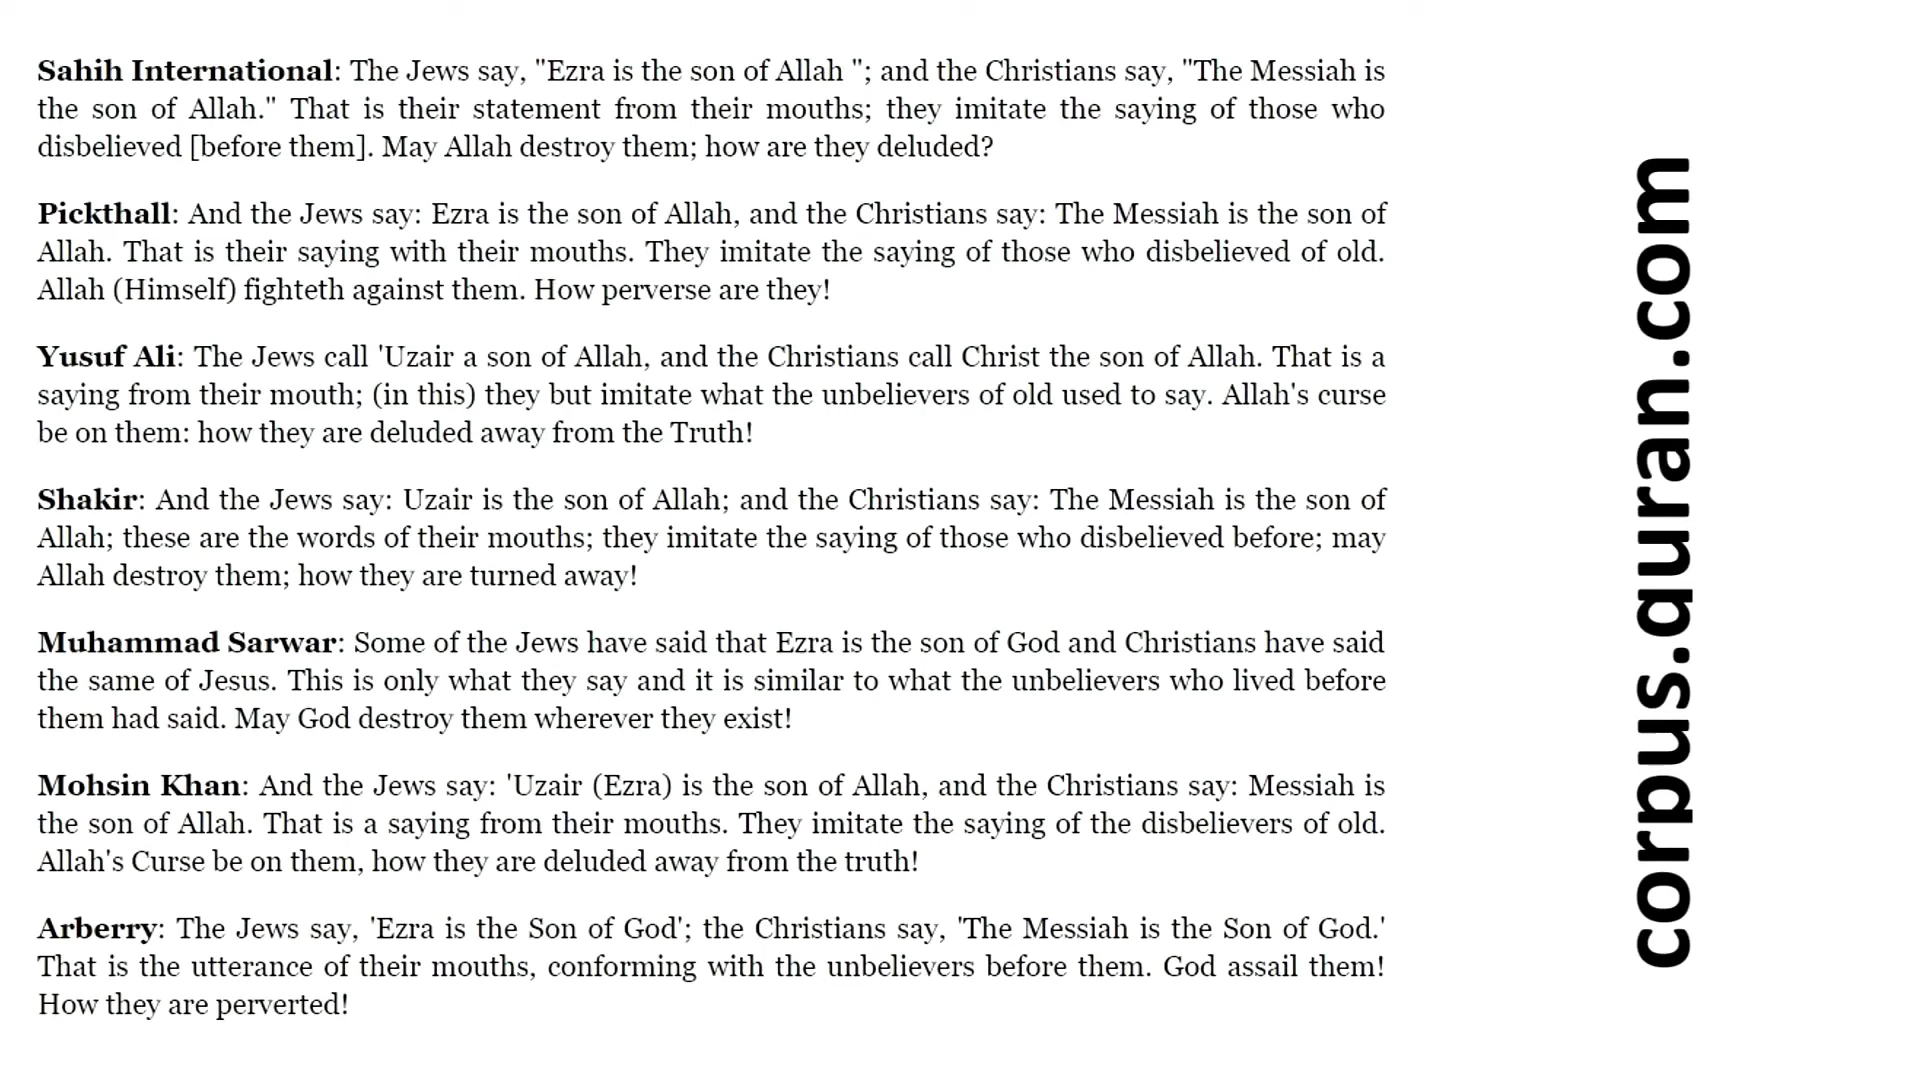 Sahih International: The Jews say, "Ezra is the son of Allah "; and the Christians say, "The Messiah is
the son of Allah." That is their statement from their mouths; they imitate the saying of those who
disbelieved [before them]. May Allah destroy them; how are they deluded?
Pickthall: And the Jews say: Ezra is the son of Allah, and the Christians say: The Messiah is the son of
Allah. That is their saying with their mouths. They imitate the saying of those who disbelieved of old.
Allah (Himself) fighteth against them. How perverse are they!
Yusuf Ali: The Jews call 'Uzair a son of Allah, and the Christians call Christ the son of Allah. That is a
saying from their mouth; (in this) they but imitate what the unbelievers of old used to say. Allah's curse
be on them: how they are deluded away from the Truth!
Shakir: And the Jews say: Uzair is the son of Allah; and the Christians say: The Messiah is the son of
Allah; these are the words of their mouths; they imitate the saying of those who disbelieved before; may
Allah destroy them; how they are turned away!
Muhammad Sarwar: Some of the Jews have said that Ezra is the son of God and Christians have said
the same of Jesus. This is only what they say and it is similar to what the unbelievers who lived before
them had said. May God destroy them wherever they exist!
Mohsin Khan: And the Jews say: 'Uzair (Ezra) is the son of Allah, and the Christians say: Messiah is
the son of Allah. That is a saying from their mouths. They imitate the saying of the disbelievers of old.
Allah's Curse be on them, how they are deluded away from the truth!
Arberry: The Jews say, 'Ezra is the Son of God'; the Christians say, 'The Messiah is the Son of God.'
That is the utterance of their mouths, conforming with the unbelievers before them. God assail them!
How they are perverted!
corpus.quran.com